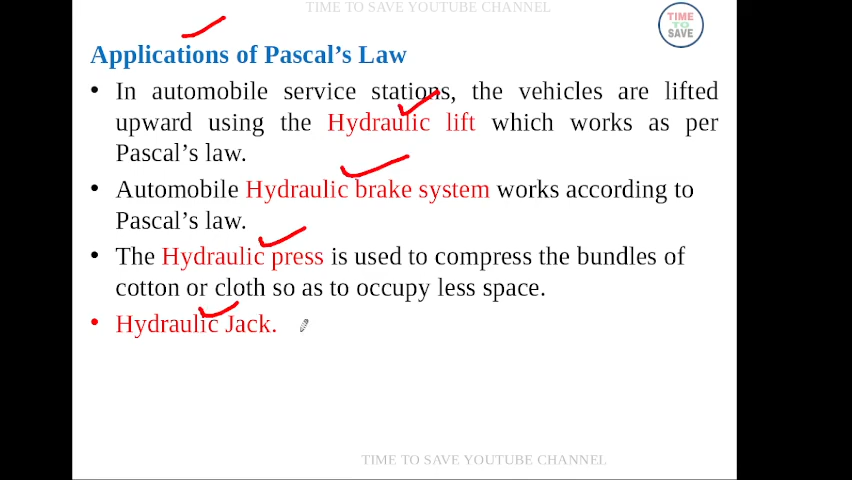 TIME TO SAVE YOUTUBE CHANNEL
TIME
TO
SAVE
Applications of Pascal’s Law
• In automobile service stations, the vehicles are lifted
upward using the Hydraulic lift which works as per
Pascal’s law.
• Automobile Hydraulic brake system works according to
Pascal’s law.
• The Hydraulic press is used to compress the bundles of
cotton or cloth so as to occupy less space.
• Hydraulic Jack.
TIME TO SAVE YOUTUBE CHANNEL